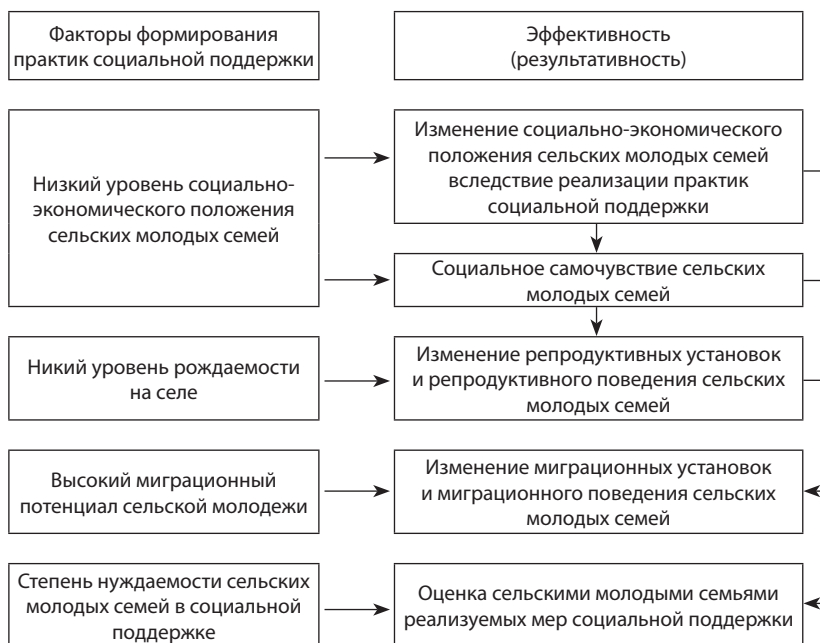 Факторы формирования
практик социальной поддержки
Эффективность
(результативность)
Низкий уровень социально-
экономического положения
сельских молодых семей
Изменение социально-экономического
положения сельских молодых семей
вследствие реализации практик
социальной поддержки
Социальное самочувствие сельских
молодых семей
Никий уровень рождаемости
на селе
Изменение репродуктивных установок
и репродуктивного поведения сельских
молодых семей
Высокий миграционный
потенциал сельской молодежи
Изменение миграционных установок
и миграционного поведения сельских
молодых семей
Степень нуждаемости сельских
молодых семей в социальной
поддержке
Оценка сельскими молодыми семьями
реализуемых мер социальной поддержки